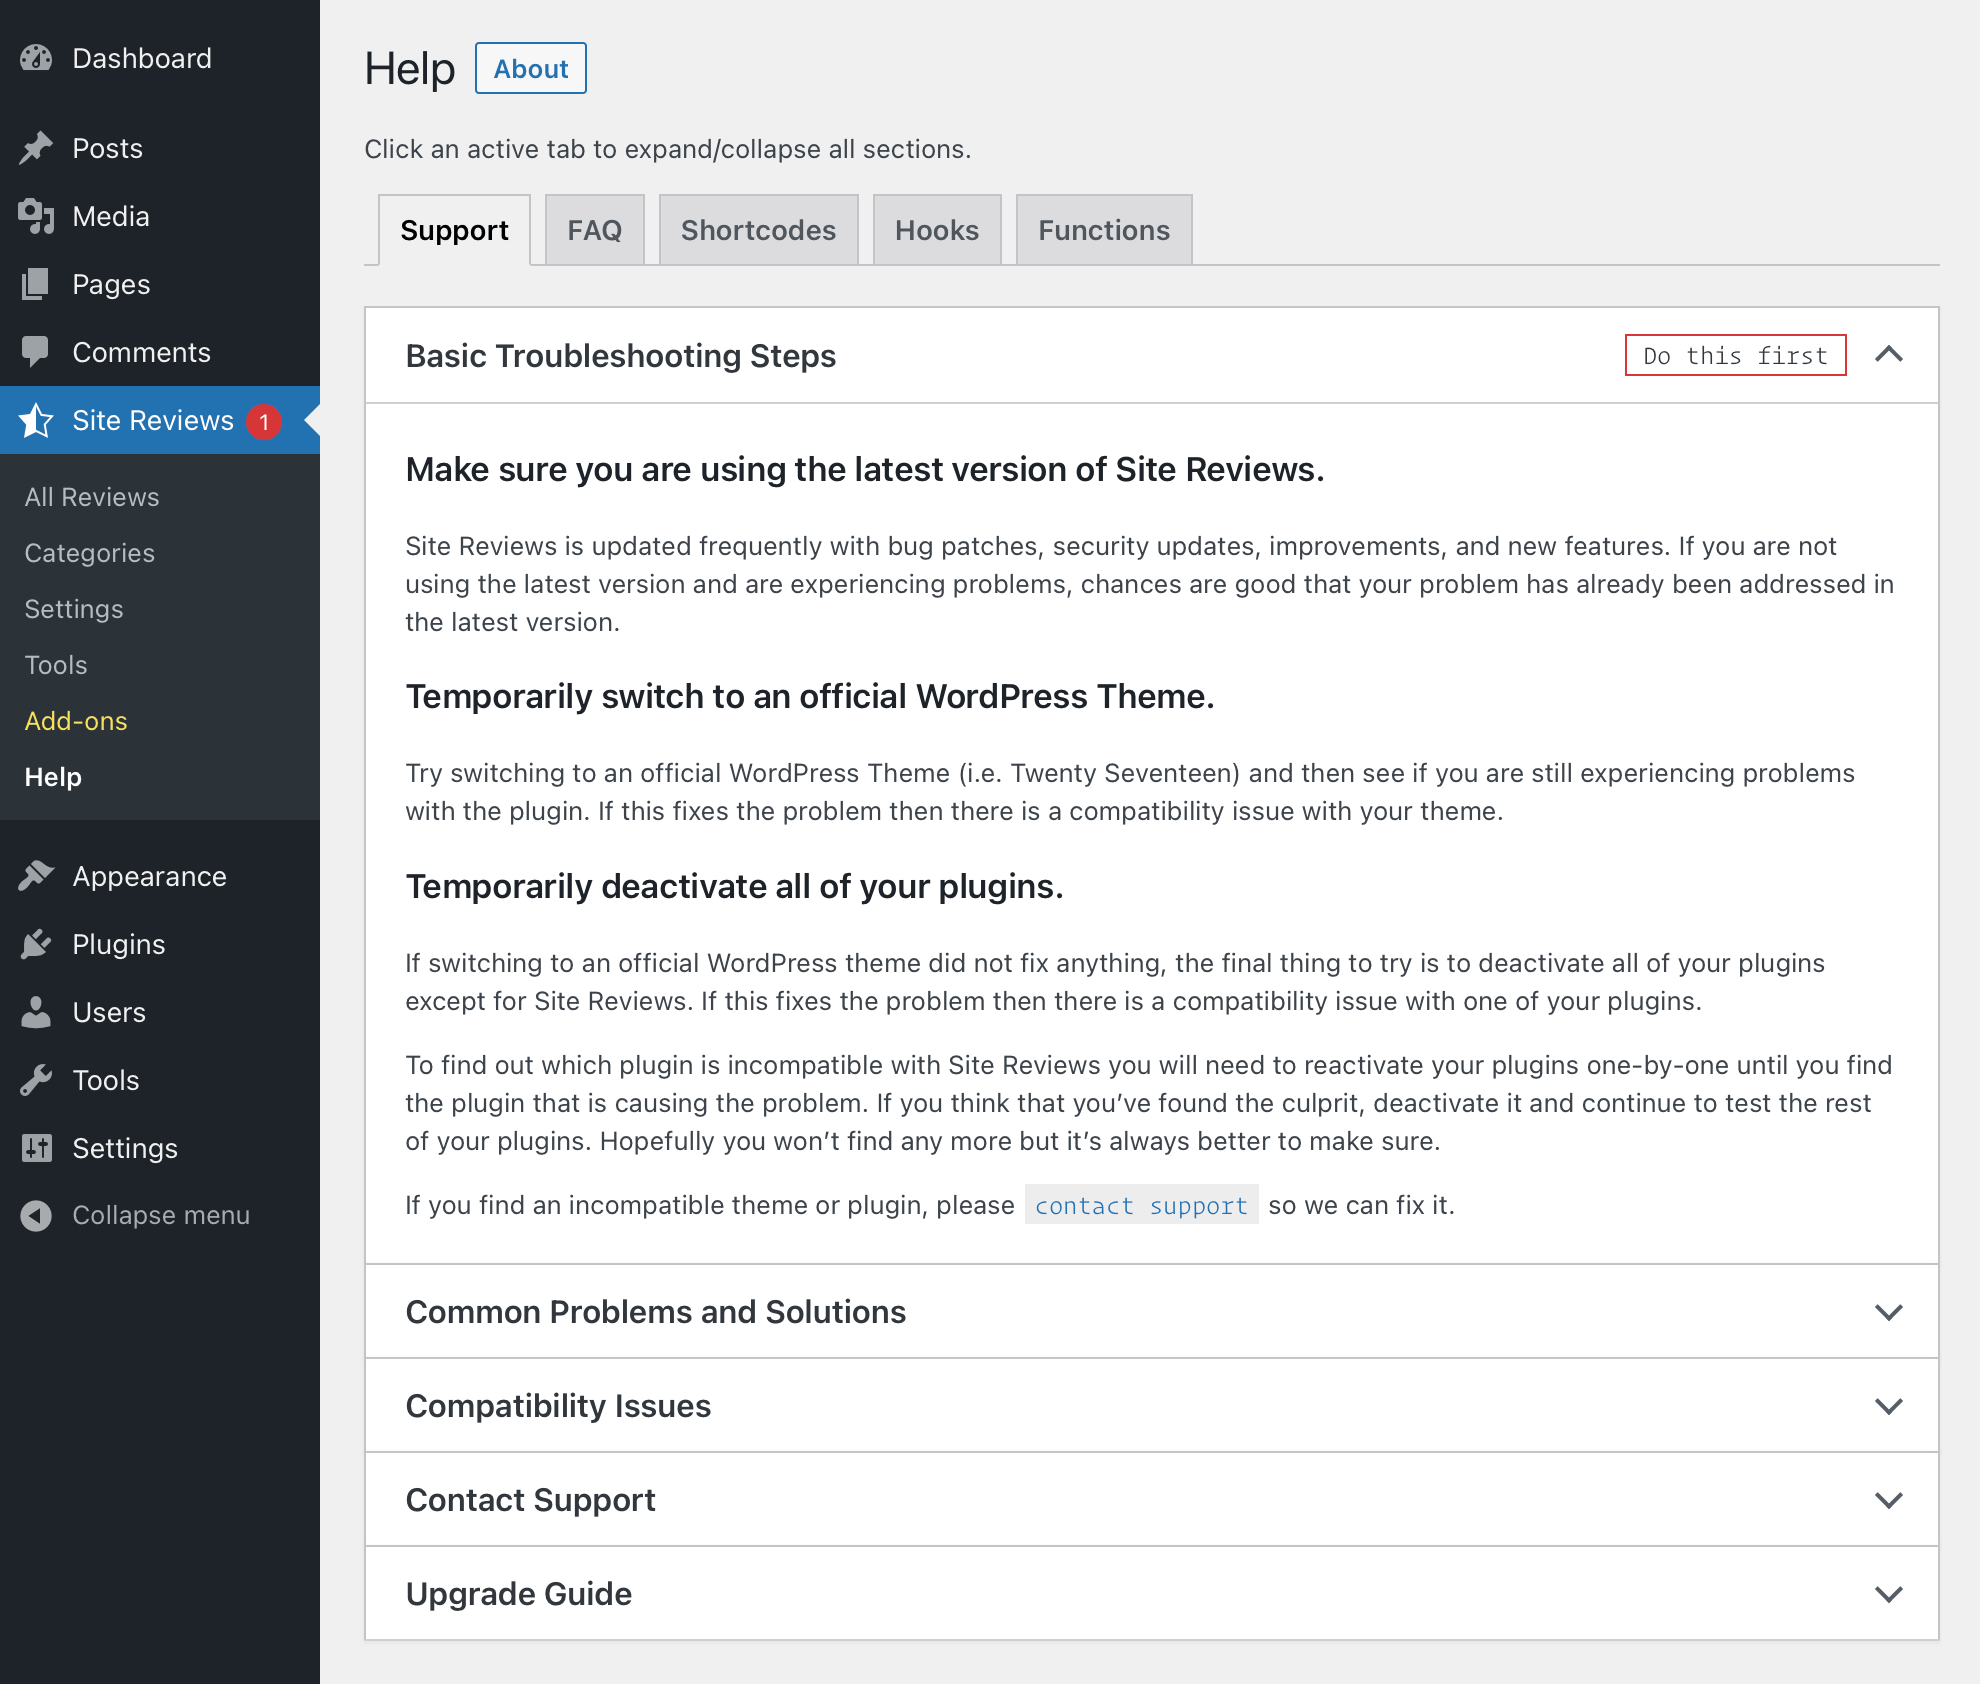 Dashboard
Posts
Media
Pages
Comments
Site Reviews 1
All Reviews
Categories
Settings
Tools
Add-ons
Help
Appearance
Plugins
Users
Tools
Settings
Collapse menu
Help About
Click an active tab to expand/collapse all sections.
Support FAQ Shortcodes Hooks Functions
Basic Troubleshooting Steps Do this first
Make sure you are using the latest version of Site Reviews.
Site Reviews is updated frequently with bug patches, security updates, improvements, and new features. If you are not
using the latest version and are experiencing problems, chances are good that your problem has already been addressed in
the latest version.
Temporarily switch to an official WordPress Theme.
Try switching to an official WordPress Theme (i.e. Twenty Seventeen) and then see if you are still experiencing problems
with the plugin. If this fixes the problem then there is a compatibility issue with your theme.
Temporarily deactivate all of your plugins.
If switching to an official WordPress theme did not fix anything, the final thing to try is to deactivate all of your plugins
except for Site Reviews. If this fixes the problem then there is a compatibility issue with one of your plugins.
To find out which plugin is incompatible with Site Reviews you will need to reactivate your plugins one-by-one until you find
the plugin that is causing the problem. If you think that you’ve found the culprit, deactivate it and continue to test the rest
of your plugins. Hopefully you won’t find any more but it’s always better to make sure.
If you find an incompatible theme or plugin, please contact support so we can fix it.
Common Problems and Solutions
Compatibility Issues
Contact Support
Upgrade Guide